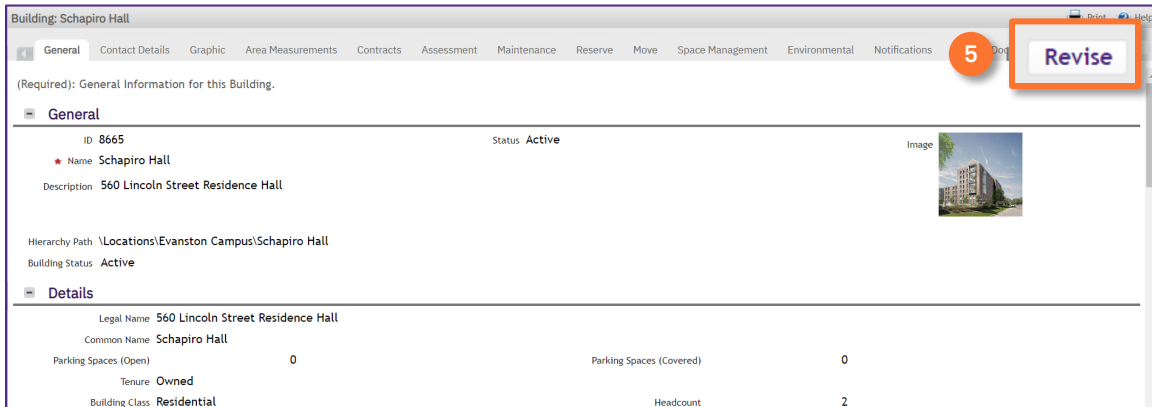 Building: Schapiro Hall Print Help
General Contact Details Graphic Area Measurements Contracts Assessment Maintenance Reserve Move Space Management Environmental Notifications 5 Revise
(Required): General Information for this Building.
General
ID 8665 Status Active Image
* Name Schapiro Hall
Description 560 Lincoln Street Residence Hall
Hierarchy Path \Locations\Evanston Campus\Schapiro Hall
Building Status Active
Details
Legal Name 560 Lincoln Street Residence Hall
Common Name Schapiro Hall
Parking Spaces (Open) 0 Parking Spaces (Covered) 0
Tenure Owned
Building Class Residential Headcount 2